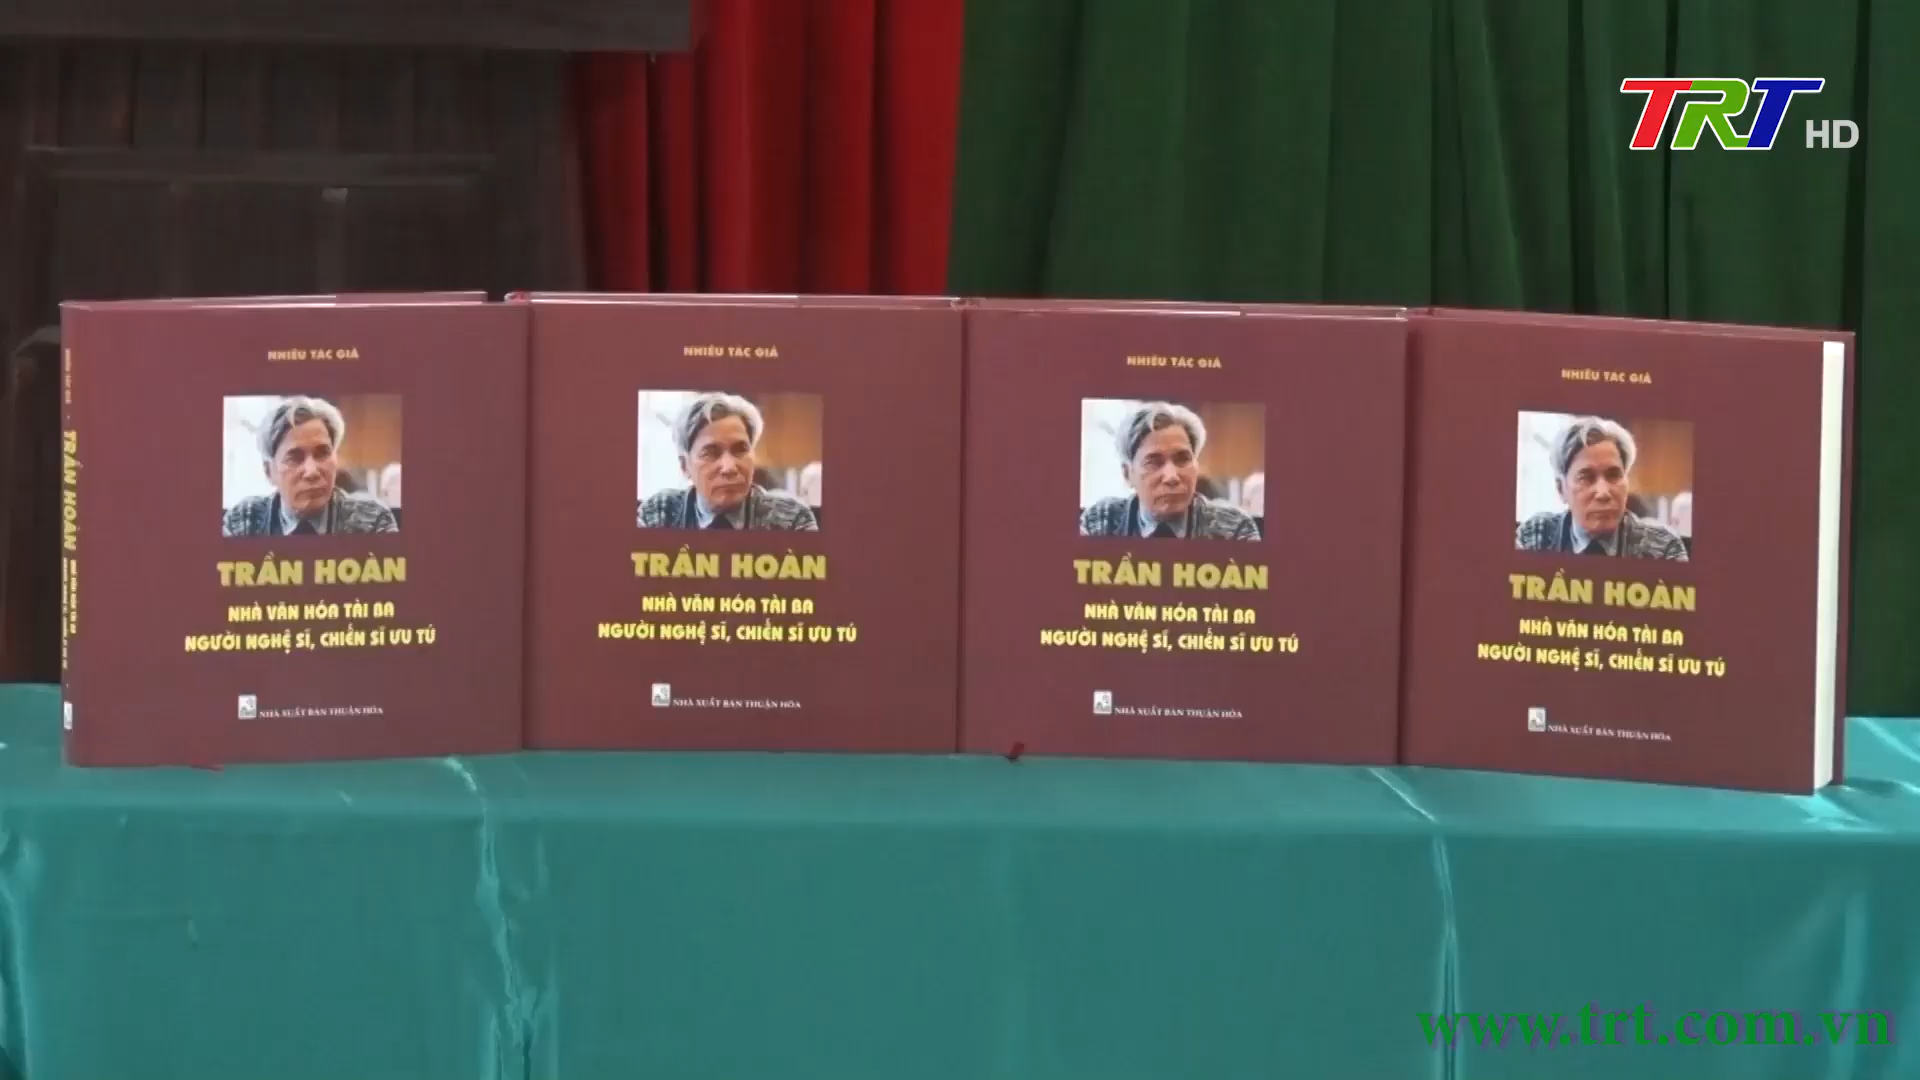 TRT HD
NHIỀU TÁC GIẢ
TRẦN HOÀN
NHÀ VĂN HÓA TÀI BA
NGƯỜI NGHỆ SĨ, CHIẾN SĨ ƯU TÚ
NHÀ XUẤT BẢN THUẬN HÓA
TRẦN HOÀN
NHIỀU TÁC GIẢ
TRẦN HOÀN
NHÀ VĂN HÓA TÀI BA
NGƯỜI NGHỆ SĨ, CHIẾN SĨ ƯU TÚ
NHÀ XUẤT BẢN THUẬN HÓA
NHIỀU TÁC GIẢ
TRẦN HOÀN
NHÀ VĂN HÓA TÀI BA
NGƯỜI NGHỆ SĨ, CHIẾN SĨ ƯU TÚ
NHÀ XUẤT BẢN THUẬN HÓA
NHIỀU TÁC GIẢ
TRẦN HOÀN
NHÀ VĂN HÓA TÀI BA
NGƯỜI NGHỆ SĨ, CHIẾN SĨ ƯU TÚ
NHÀ XUẤT BẢN THUẬN HÓA
www.trt.com.vn